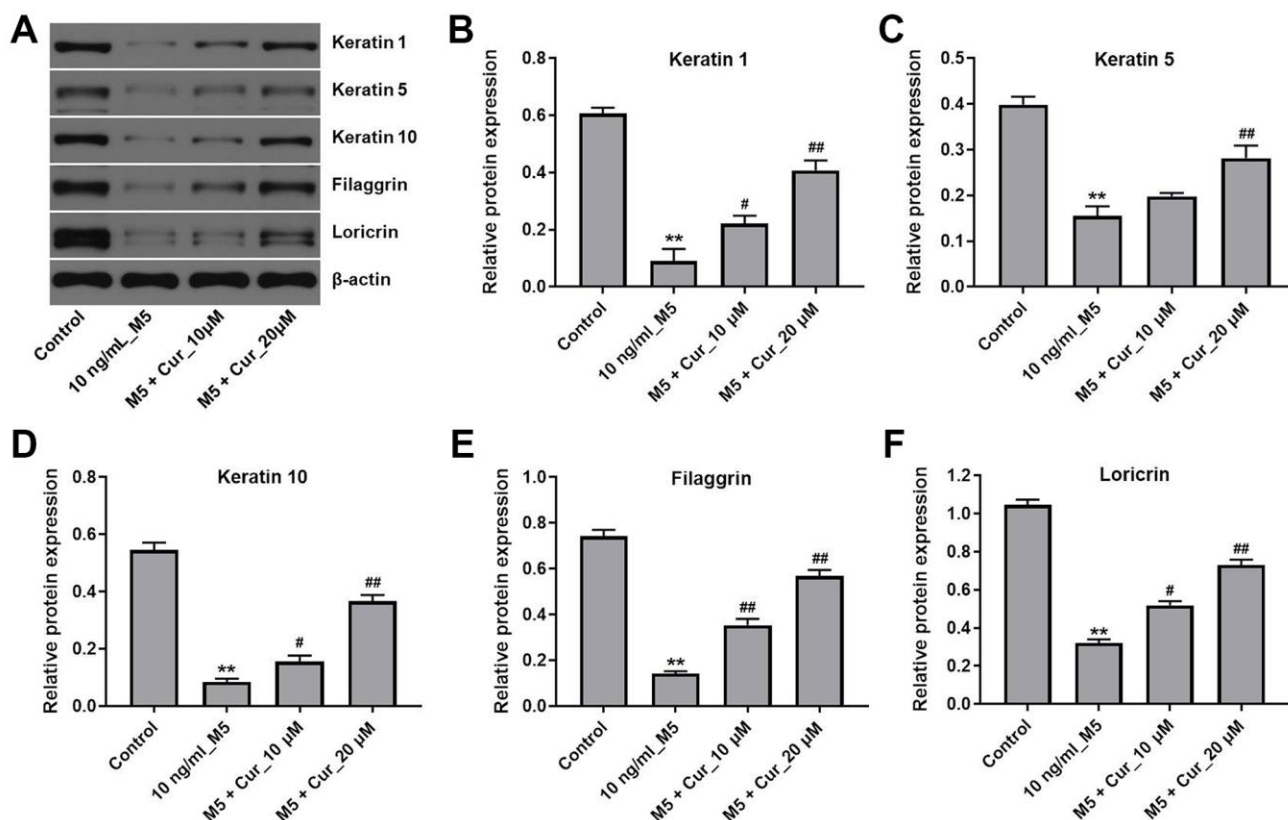 A
Keratin 1
Keratin 5
Keratin 10
Filaggrin
Loricrin
β-actin
Control
10 ng/mL_M5
M5 + Cur_10μM
M5 + Cur_20μM
B
Keratin 1
Relative protein expression
0.8
0.6
0.4
0.2
0.0
**
#
##
Control
10 ng/ml_M5
M5 + Cur_10 μM
M5 + Cur_20 μM
C
Keratin 5
Relative protein expression
0.5
0.4
0.3
0.2
0.1
0.0
**
##
Control
10 ng/ml_M5
M5 + Cur_10 μM
M5 + Cur_20 μM
D
Keratin 10
Relative protein expression
0.8
0.6
0.4
0.2
0.0
**
#
##
Control
10 ng/ml_M5
M5 + Cur_10 μM
M5 + Cur_20 μM
E
Filaggrin
Relative protein expression
1.0
0.8
0.6
0.4
0.2
0.0
**
##
##
Control
10 ng/ml_M5
M5 + Cur_10 μM
M5 + Cur_20 μM
F
Loricrin
Relative protein expression
1.2
1.0
0.8
0.6
0.4
0.2
0.0
**
#
##
Control
10 ng/ml_M5
M5 + Cur_10 μM
M5 + Cur_20 μM